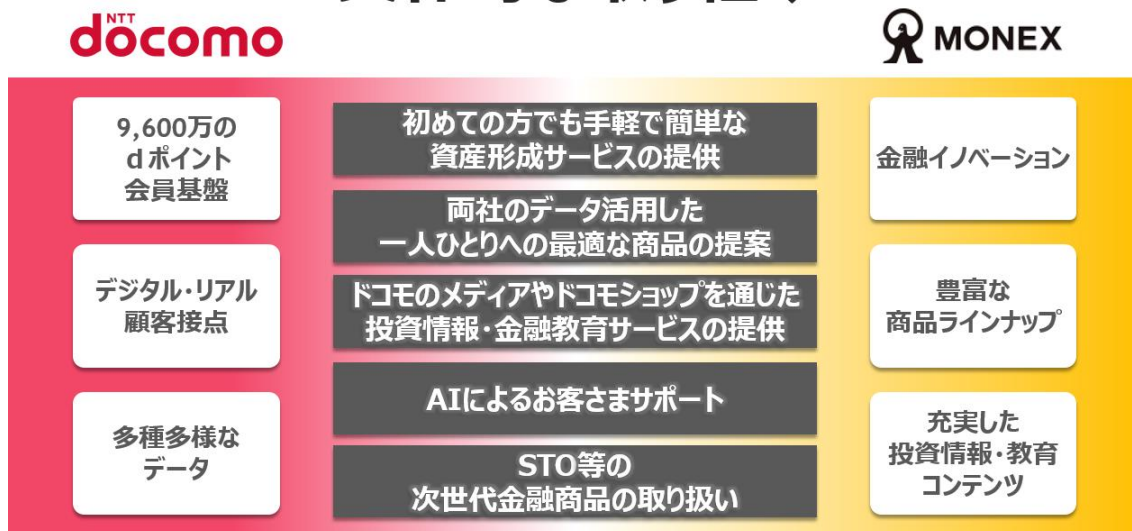 NTT
döcomo
MONEX
9,600万の
dポイント
会員基盤
デジタル・リアル
顧客接点
多種多様な
データ
初めての方でも手軽で簡単な
資産形成サービスの提供
両社のデータ活用した
一人ひとりへの最適な商品の提案
ドコモのメディアやドコモショップを通じた
投資情報・金融教育サービスの提供
AIによるお客さまサポート
STO等の
次世代金融商品の取り扱い
金融イノベーション
豊富な
商品ラインナップ
充実した
投資情報・教育
コンテンツ